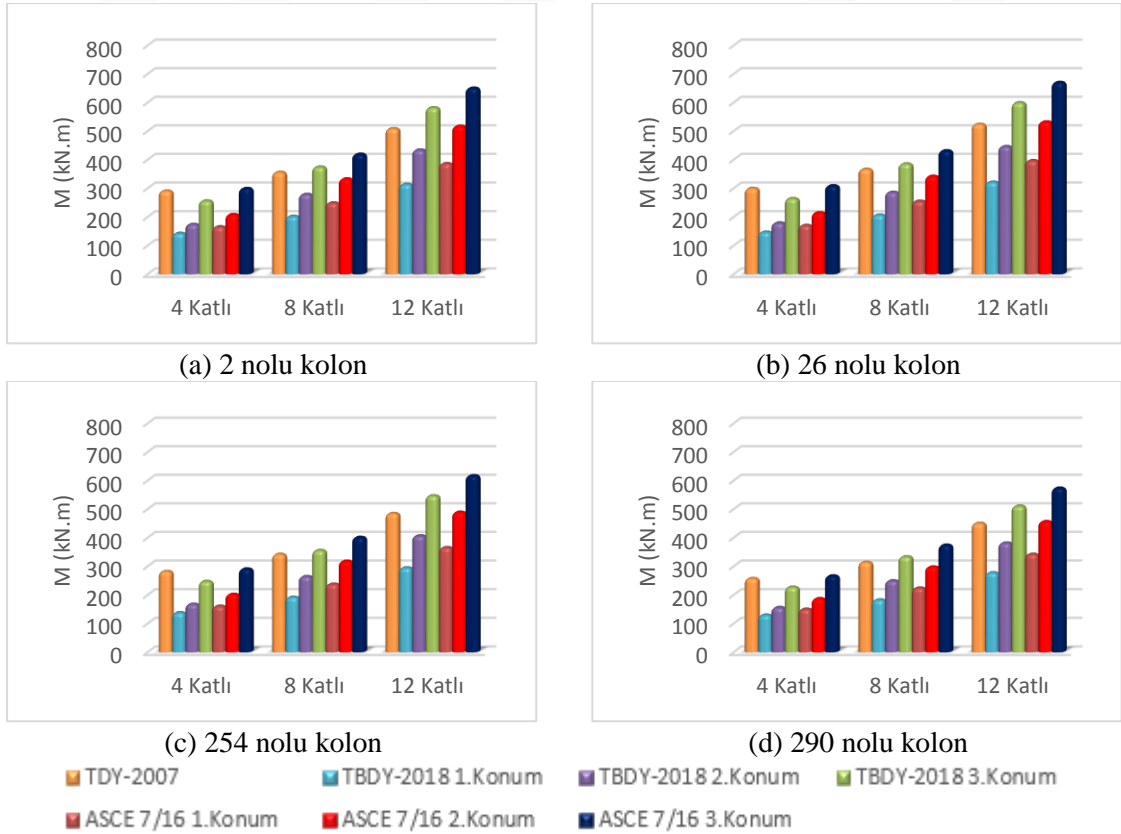 800
700
600
500
400
300
200
100
0
M (kN.m)
4 Katlı 8 Katlı 12 Katlı
(a) 2 nolu kolon
800
700
600
500
400
300
200
100
0
M (kN.m)
4 Katlı 8 Katlı 12 Katlı
(b) 26 nolu kolon
800
700
600
500
400
300
200
100
0
M (kN.m)
4 Katlı 8 Katlı 12 Katlı
(c) 254 nolu kolon
800
700
600
500
400
300
200
100
0
M (kN.m)
4 Katlı 8 Katlı 12 Katlı
(d) 290 nolu kolon
TDY-2007 TBDY-2018 1.Konum TBDY-2018 2.Konum TBDY-2018 3.Konum
ASCE 7/16 1.Konum ASCE 7/16 2.Konum ASCE 7/16 3.Konum